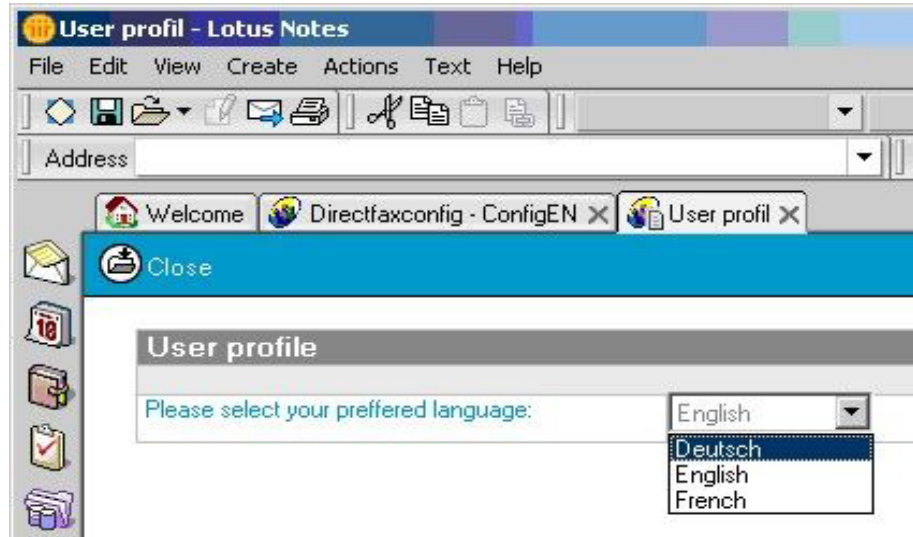 User profil - Lotus Notes
File Edit View Create Actions Text Help
Address
Welcome Directfaxconfig - ConfigEN User profil
Close
18
User profile
Please select your preffered language: English
Deutsch
English
French